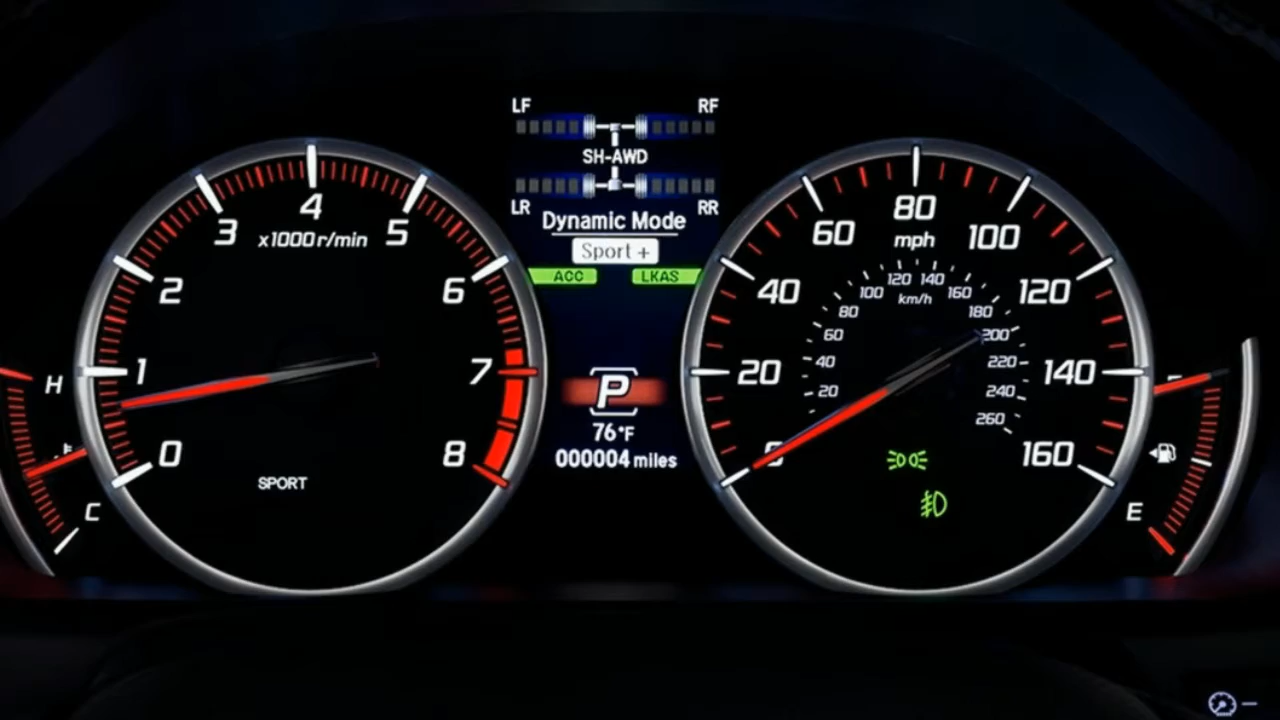 LF RF
SH-AWD
LR RR
Dynamic Mode
Sport +
ACC LKAS
P
76°F
000004 miles
0
1
2
3
4
5
6
7
8
x1000 r/min
SPORT
20
40
60
80
100
120
140
160
mph
20
40
60
80
100
120
140
160
180
200
220
240
260
km/h
H
C
E